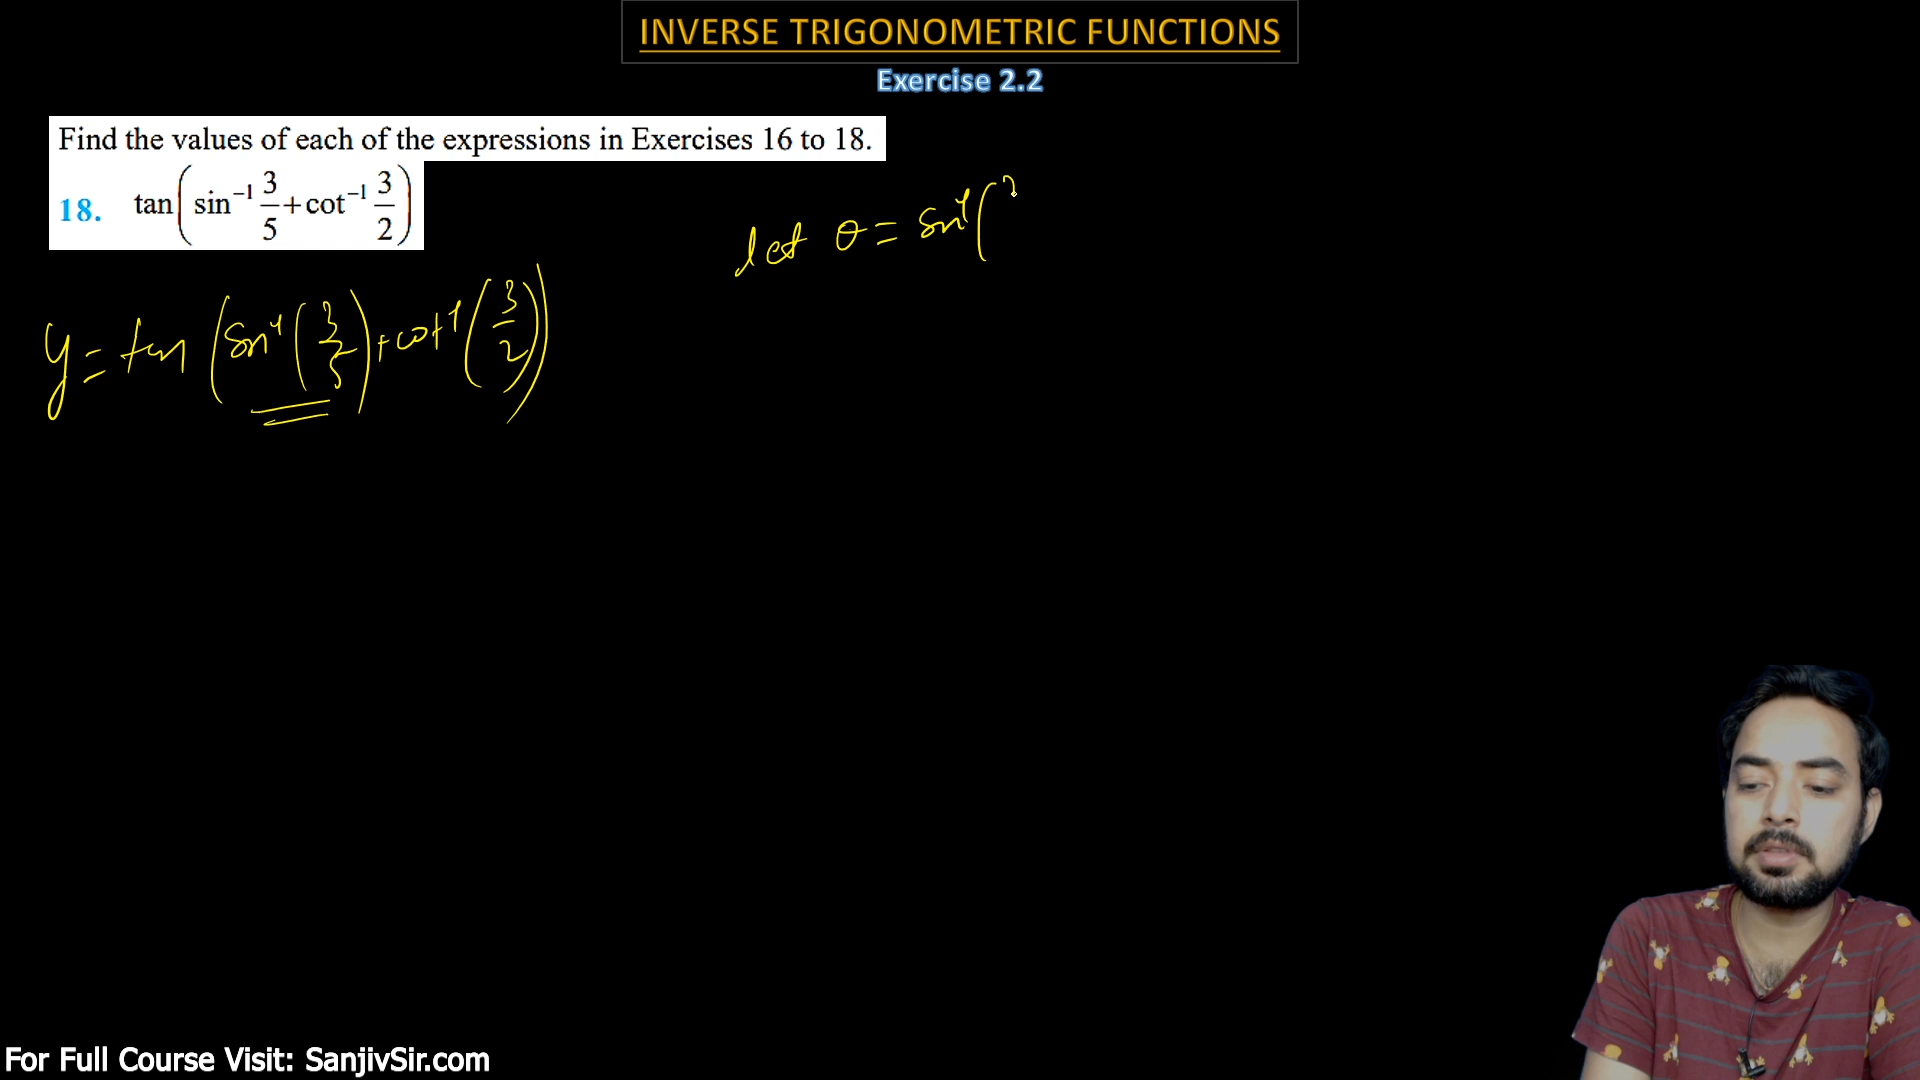 INVERSE TRIGONOMETRIC FUNCTIONS
Exercise 2.2
Find the values of each of the expressions in Exercises 16 to 18.
18. tan(sin⁻¹ 3/5 + cot⁻¹ 3/2)
let θ = sin⁻¹(3
y = tan (sin⁻¹(3/5) + cot⁻¹(3/2))
For Full Course Visit: SanjivSir.com